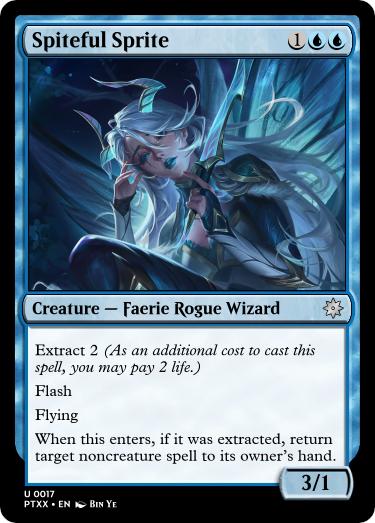 Spiteful Sprite 1UU
Creature — Faerie Rogue Wizard
Extract 2 (As an additional cost to cast this
spell, you may pay 2 life.)
Flash
Flying
When this enters, if it was extracted, return
target noncreature spell to its owner's hand.
3/1
U 0017
PTXX • EN Bin Ye